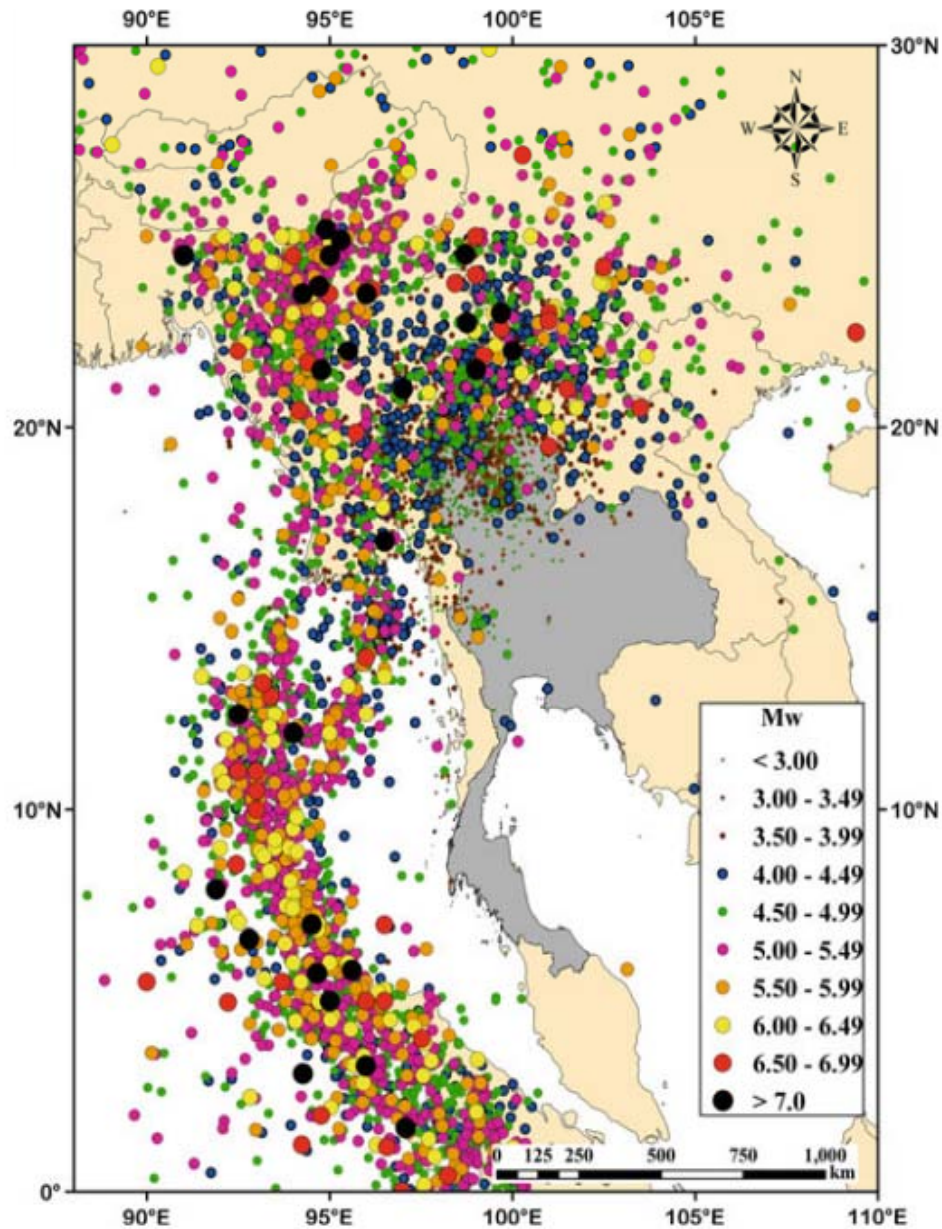 90°E 95°E 100°E 105°E
30°N
N
W E
S
20°N 20°N
Mw
< 3.00
3.00 - 3.49
10°N 10°N
3.50 - 3.99
4.00 - 4.49
4.50 - 4.99
5.00 - 5.49
5.50 - 5.99
6.00 - 6.49
6.50 - 6.99
> 7.0
0 125 250 500 750 1,000
km
0°
90°E 95°E 100°E 105°E 110°E